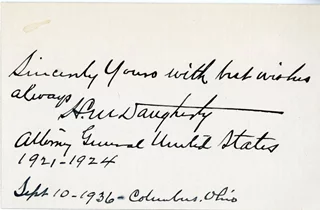 Sincerely Yours with best wishes
always
H.M. Daugherty
Attorney General United States
1921-1924
Sept 10-1936-Columbus, Ohio